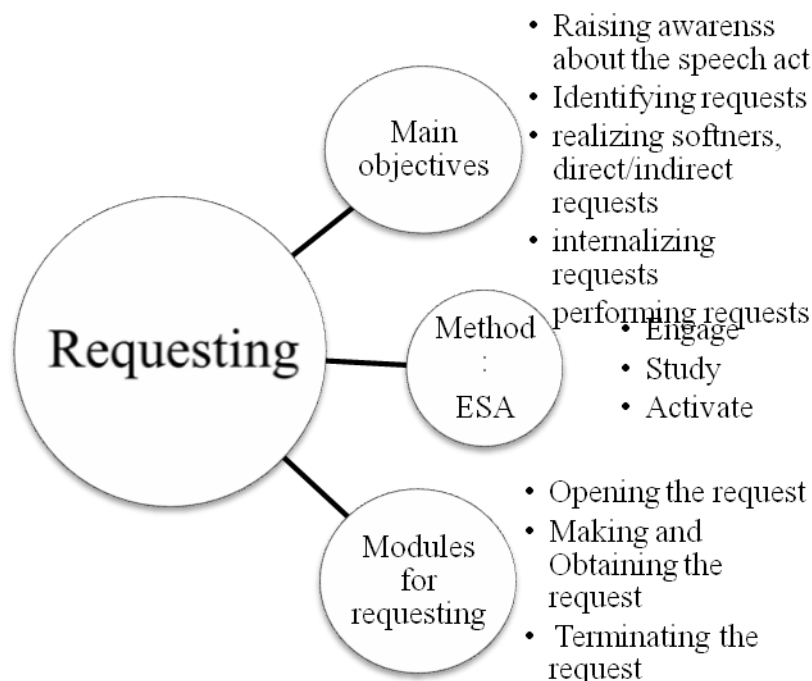 Requesting
Main
objectives
• Raising awarenss
about the speech act
• Identifying requests
• realizing softners,
direct/indirect
requests
• internalizing
requests
performing requests
Method
:
ESA
• Engage
• Study
• Activate
Modules
for
requesting
• Opening the request
• Making and
Obtaining the
request
• Terminating the
request